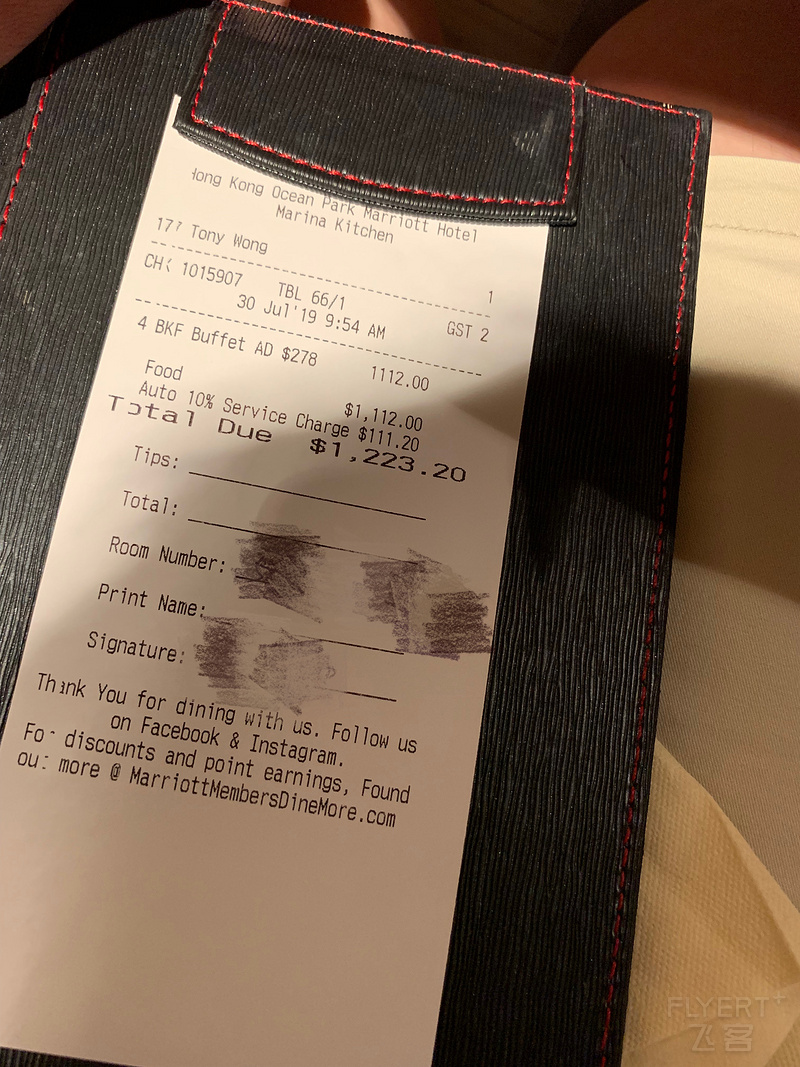 Hong Kong Ocean Park Marriott Hotel
Marina Kitchen
177 Tony Wong 1
CHK 1015907 TBL 66/1 GST 2
30 Jul'19 9:54 AM
4 BKF Buffet AD $278 1112.00
Food $1,112.00
Auto 10% Service Charge $111.20
Total Due $1,223.20
Tips:
Total:
Room Number:
Print Name:
Signature:
Thank You for dining with us. Follow us
on Facebook & Instagram.
For discounts and point earnings, Found
out more @ MarriottMembersDineMore.com
FLYERT+
飞客